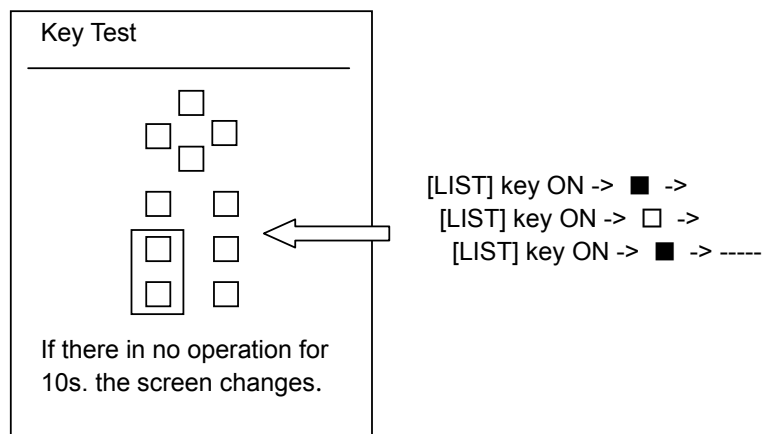 Key Test
[LIST] key ON -> ■ ->
[LIST] key ON -> □ ->
[LIST] key ON -> ■ -> -----
If there in no operation for
10s. the screen changes.